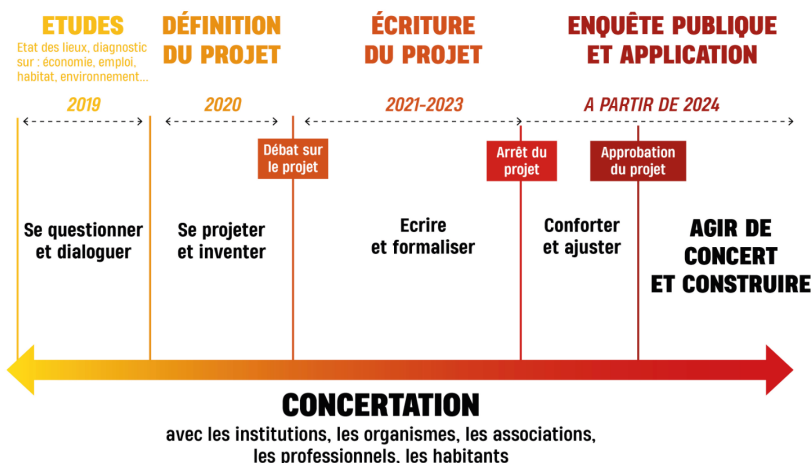 ETUDES
Etat des lieux, diagnostic
sur : économie, emploi,
habitat, environnement...
2019
DÉFINITION
DU PROJET
2020
ÉCRITURE
DU PROJET
2021-2023
ENQUÊTE PUBLIQUE
ET APPLICATION
A PARTIR DE 2024
Débat sur
le projet
Arrêt du
projet
Approbation
du projet
Se questionner
et dialoguer
Se projeter
et inventer
Ecrire
et formaliser
Conforter
et ajuster
AGIR DE
CONCERT
ET CONSTRUIRE
CONCERTATION
avec les institutions, les organismes, les associations,
les professionnels, les habitants